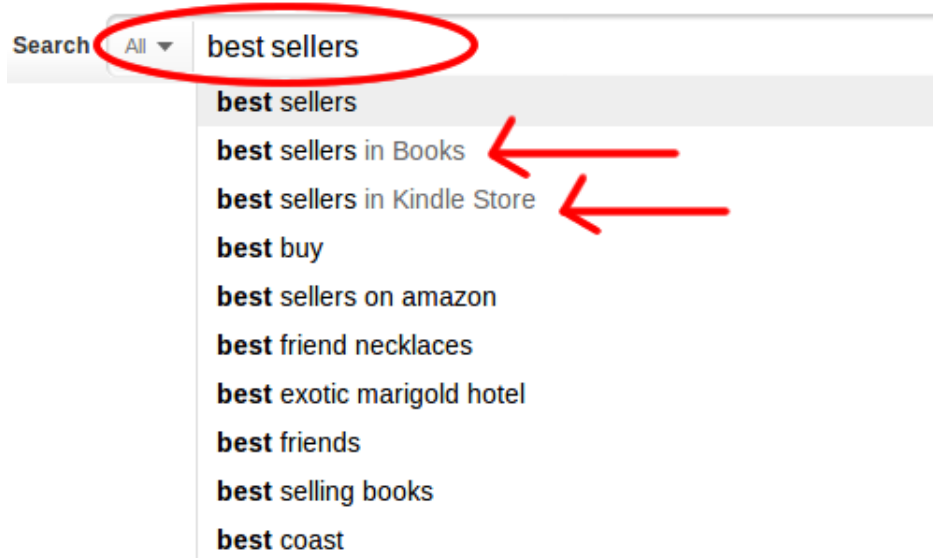 Search All best sellers
best sellers
best sellers in Books
best sellers in Kindle Store
best buy
best sellers on amazon
best friend necklaces
best exotic marigold hotel
best friends
best selling books
best coast